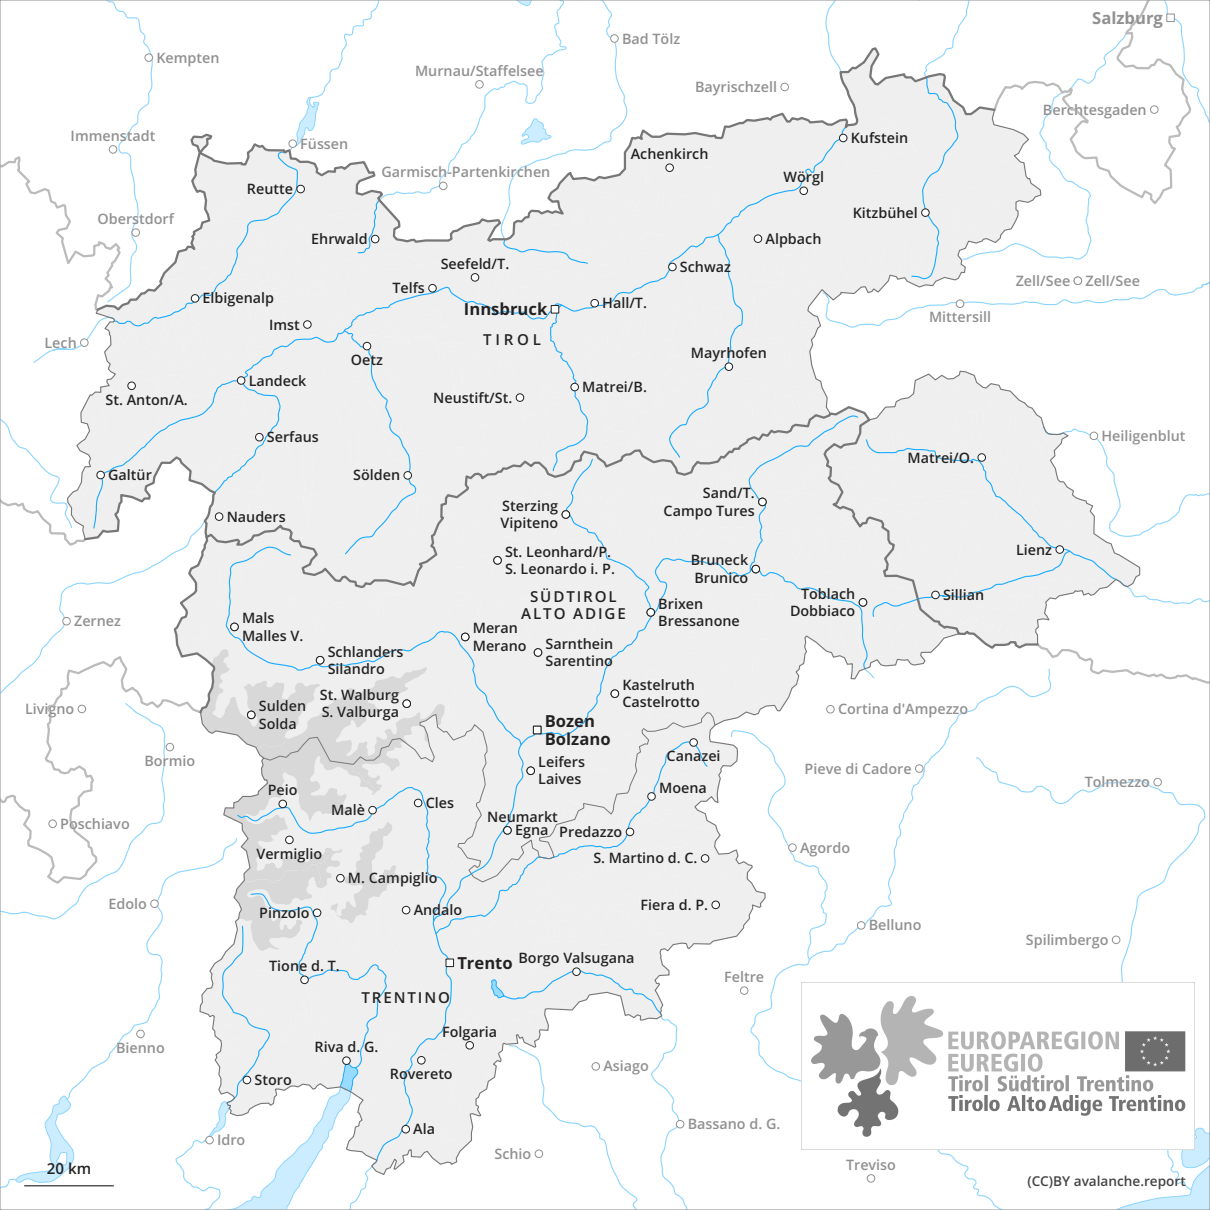 Salzburg
Kempten
Bad Tölz
Murnau/Staffelsee
Bayrischzell
Berchtesgaden
Immenstadt
Füssen
Kufstein
Achenkirch
Garmisch-Partenkirchen
Wörgl
Reutte
Oberstdorf
Kitzbühel
Ehrwald
Alpbach
Seefeld/T.
Schwaz
Zell/See
Zell/See
Telfs
Elbigenalp
Hall/T.
Innsbruck
Mittersill
Imst
TIROL
Lech
Oetz
Mayrhofen
Landeck
Matrei/B.
St. Anton/A.
Neustift/St.
Serfaus
Heiligenblut
Matrei/O.
Galtür
Sölden
Sand/T.
Campo Tures
Sterzing
Vipiteno
Nauders
St. Leonhard/P.
S. Leonardo i. P.
Lienz
Bruneck
Brunico
SÜDTIROL
ALTO ADIGE
Toblach
Dobbiaco
Sillian
Brixen
Bressanone
Zernez
Mals
Malles V.
Meran
Merano
Sarnthein
Sarentino
Schlanders
Silandro
Kastelruth
Castelrotto
St. Walburg
S. Valburga
Livigno
Sulden
Solda
Cortina d'Ampezzo
Bozen
Bolzano
Bormio
Canazei
Leifers
Laives
Pieve di Cadore
Tolmezzo
Peio
Moena
Malè
Cles
Neumarkt
Egna
Poschiavo
Predazzo
Vermiglio
S. Martino d. C.
Agordo
M. Campiglio
Edolo
Pinzolo
Andalo
Fiera d. P.
Belluno
Spilimbergo
Trento
Borgo Valsugana
Tione d. T.
Feltre
TRENTINO
Folgaria
Bienno
Riva d. G.
EUROPAREGION
EUREGIO
Tirol Südtirol Trentino
Tirolo Alto Adige Trentino
Asiago
Rovereto
Storo
Ala
Bassano d. G.
Idro
Schio
Treviso
20 km
(CC)BY avalanche.report